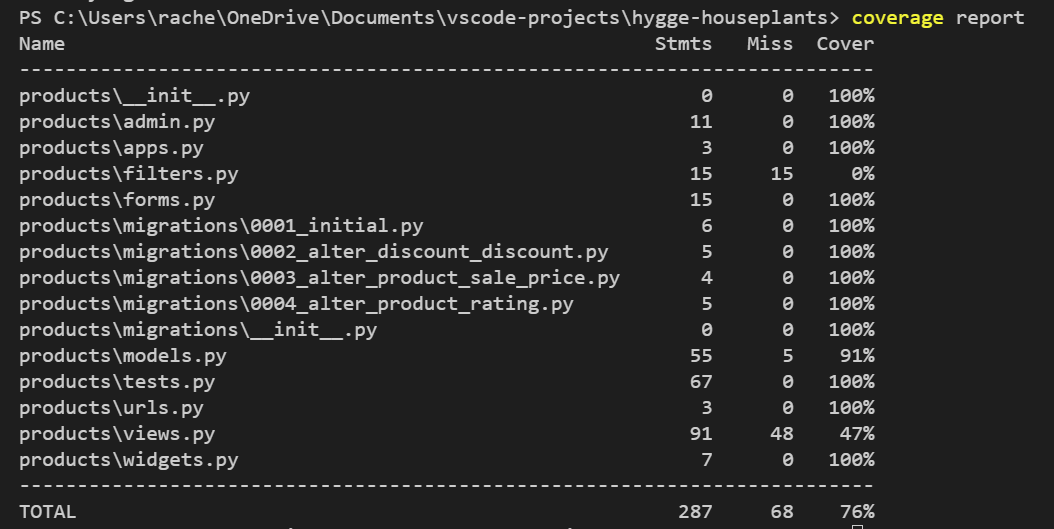 PS C:\Users\rache\OneDrive\Documents\vscode-projects\hygge-houseplants> coverage report
Name Stmts Miss Cover
--------------------------------------------------------------------------
products\__init__.py 0 0 100%
products\admin.py 11 0 100%
products\apps.py 3 0 100%
products\filters.py 15 15 0%
products\forms.py 15 0 100%
products\migrations\0001_initial.py 6 0 100%
products\migrations\0002_alter_discount_discount.py 5 0 100%
products\migrations\0003_alter_product_sale_price.py 4 0 100%
products\migrations\0004_alter_product_rating.py 5 0 100%
products\migrations\__init__.py 0 0 100%
products\models.py 55 5 91%
products\tests.py 67 0 100%
products\urls.py 3 0 100%
products\views.py 91 48 47%
products\widgets.py 7 0 100%
--------------------------------------------------------------------------
TOTAL 287 68 76%